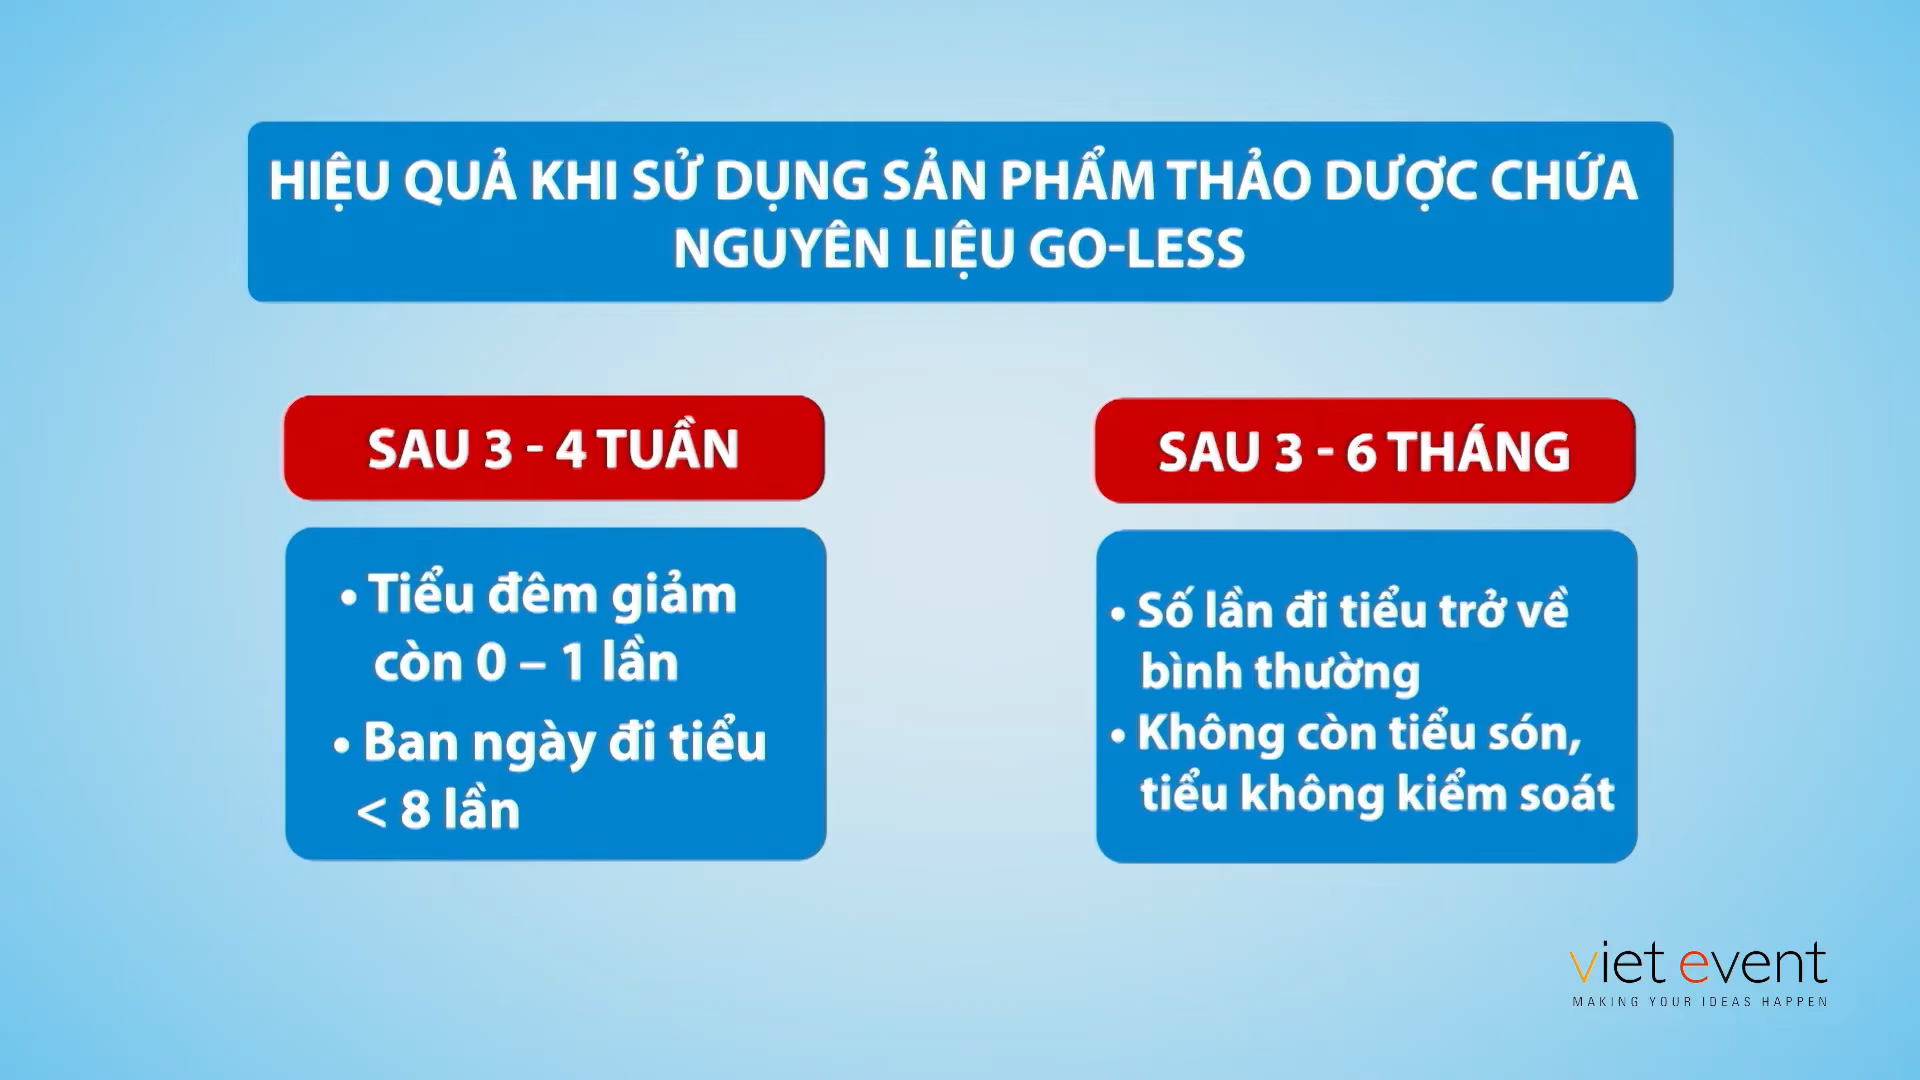 HIỆU QUẢ KHI SỬ DỤNG SẢN PHẨM THẢO DƯỢC CHỨA
NGUYÊN LIỆU GO-LESS
SAU 3 - 4 TUẦN
• Tiểu đêm giảm
còn 0 – 1 lần
• Ban ngày đi tiểu
< 8 lần
SAU 3 - 6 THÁNG
• Số lần đi tiểu trở về
bình thường
• Không còn tiểu són,
tiểu không kiểm soát
viet event
MAKING YOUR IDEAS HAPPEN